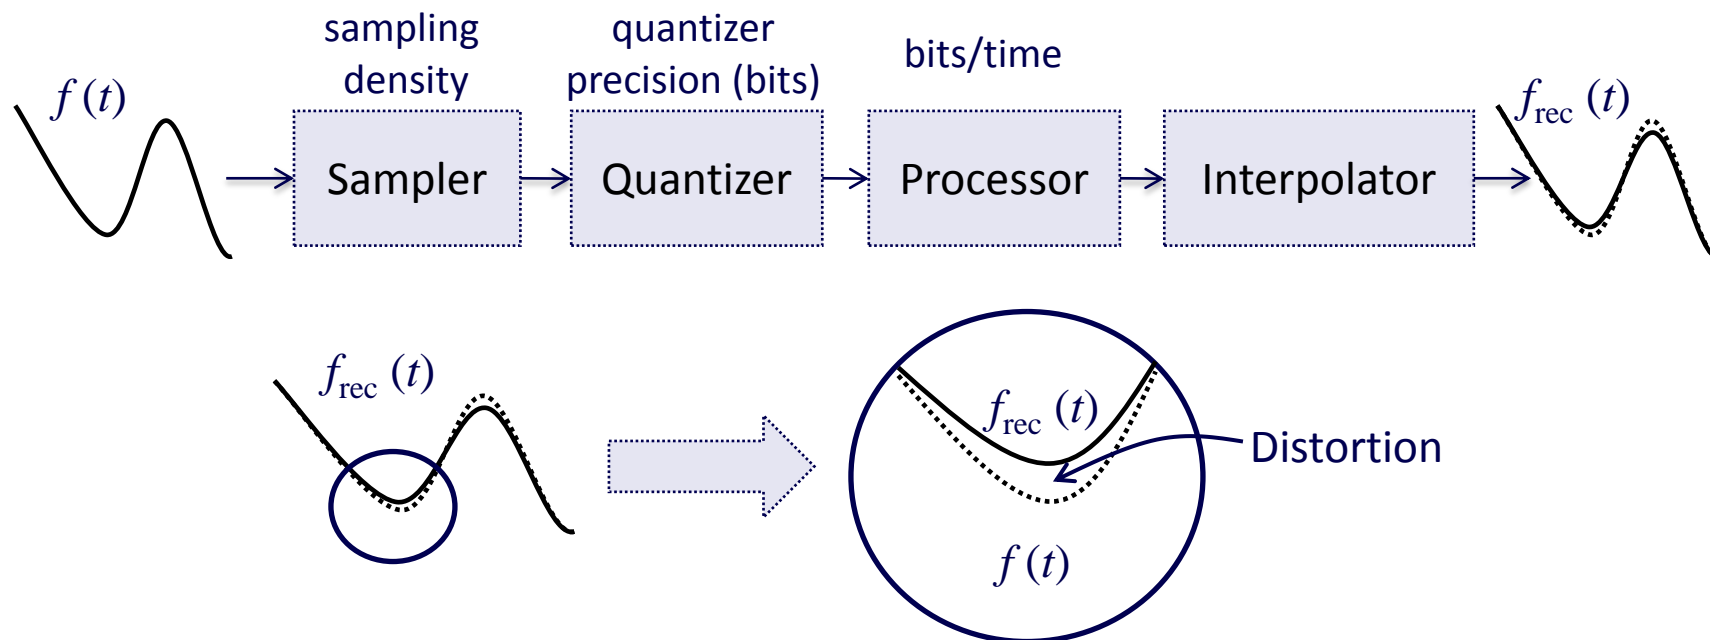 sampling
density
quantizer
precision (bits)
bits/time
f (t)
Sampler
Quantizer
Processor
Interpolator
f_rec (t)
f_rec (t)
f_rec (t)
Distortion
f (t)